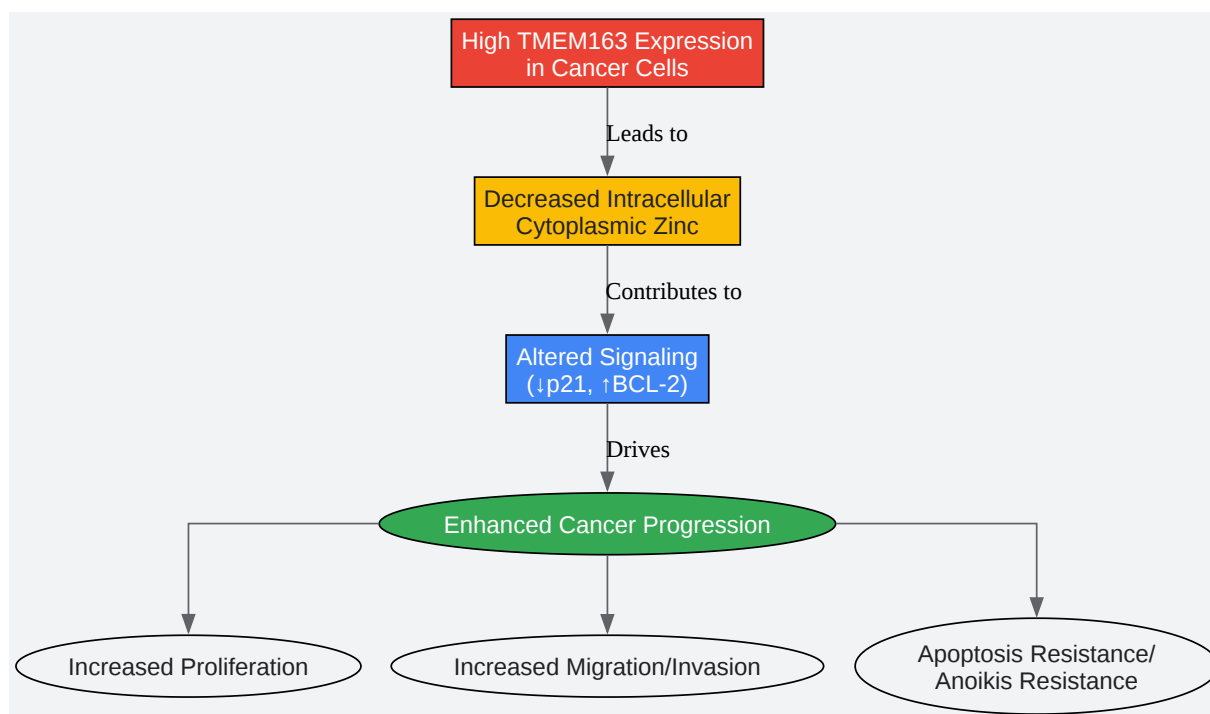 High TMEM163 Expression
in Cancer Cells
Leads to
Decreased Intracellular
Cytoplasmic Zinc
Contributes to
Altered Signaling
(↓p21, ↑BCL-2)
Drives
Enhanced Cancer Progression
Increased Proliferation
Increased Migration/Invasion
Apoptosis Resistance/
Anoikis Resistance